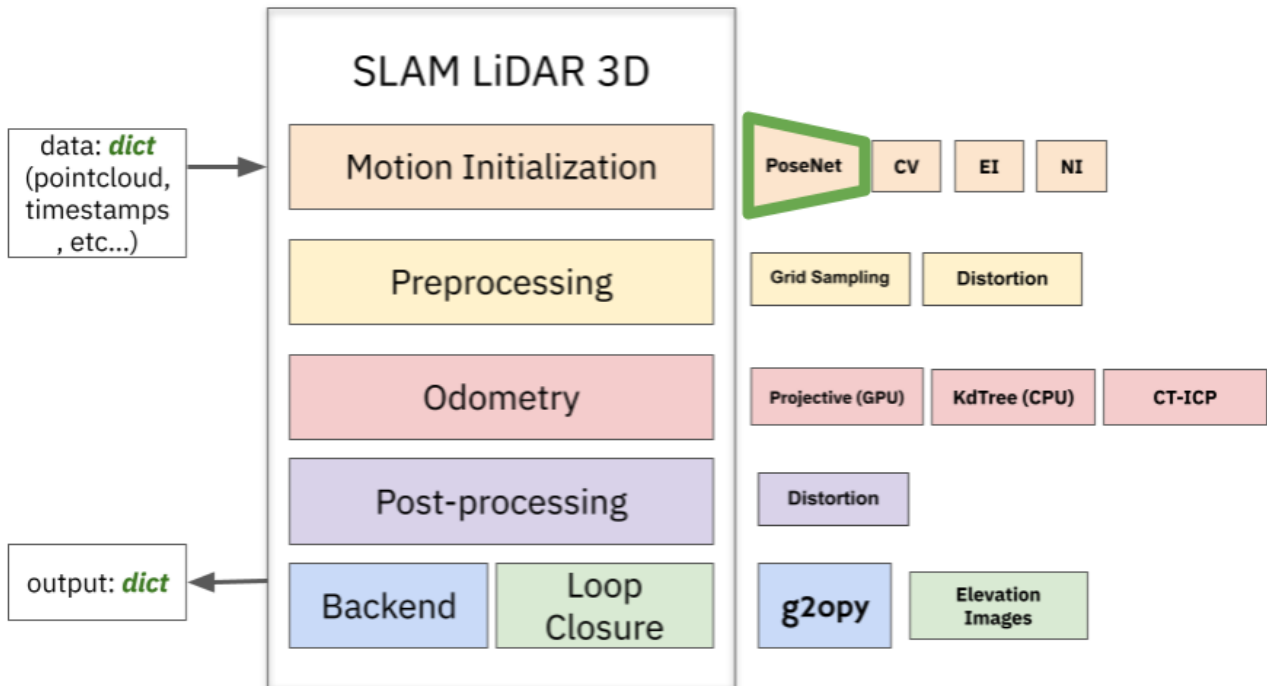 SLAM LiDAR 3D
data: dict
(pointcloud,
timestamps
, etc...)
Motion Initialization
PoseNet
CV
EI
NI
Preprocessing
Grid Sampling
Distortion
Odometry
Projective (GPU)
KdTree (CPU)
CT-ICP
Post-processing
Distortion
output: dict
Backend
Loop
Closure
g2opy
Elevation
Images